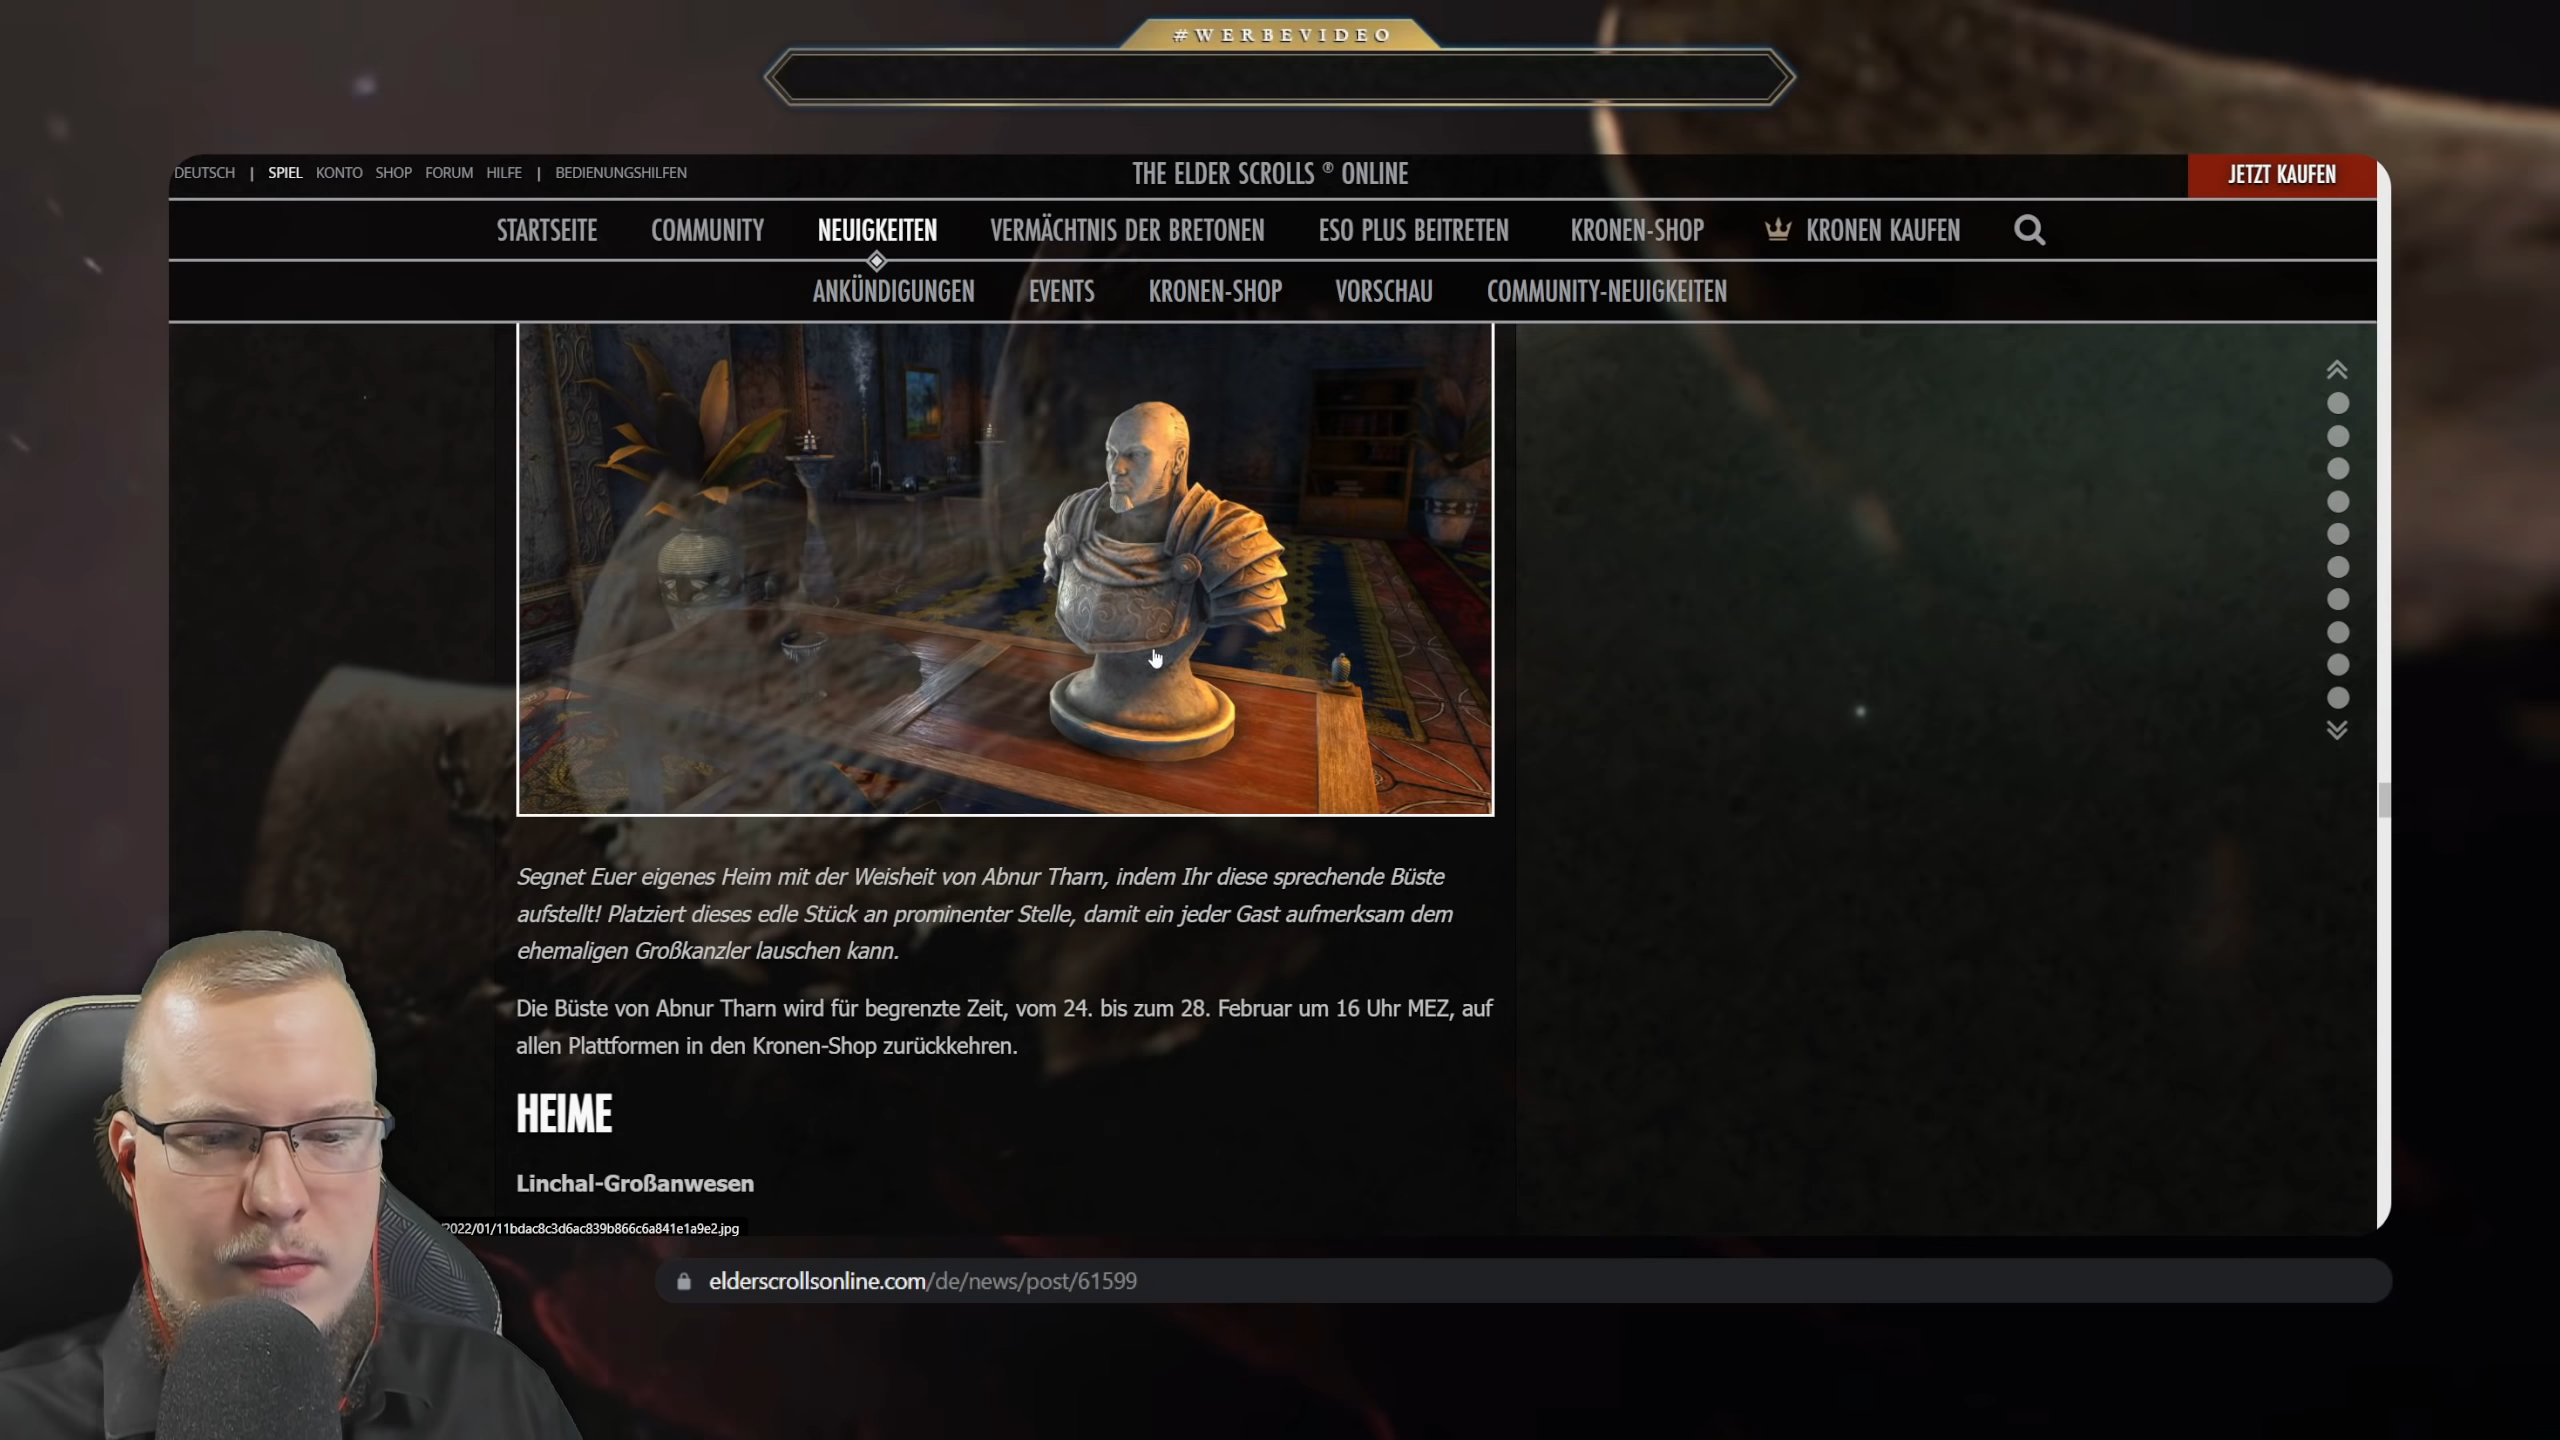 #WERBEVIDEO
DEUTSCH | SPIEL KONTO SHOP FORUM HILFE | BEDIENUNGSHILFEN
THE ELDER SCROLLS ® ONLINE
JETZT KAUFEN
STARTSEITE COMMUNITY NEUIGKEITEN VERMÄCHTNIS DER BRETONEN ESO PLUS BEITRETEN KRONEN-SHOP KRONEN KAUFEN
ANKÜNDIGUNGEN EVENTS KRONEN-SHOP VORSCHAU COMMUNITY-NEUIGKEITEN
Segnet Euer eigenes Heim mit der Weisheit von Abnur Tharn, indem Ihr diese sprechende Büste
aufstellt! Platziert dieses edle Stück an prominenter Stelle, damit ein jeder Gast aufmerksam dem
ehemaligen Großkanzler lauschen kann.
Die Büste von Abnur Tharn wird für begrenzte Zeit, vom 24. bis zum 28. Februar um 16 Uhr MEZ, auf
allen Plattformen in den Kronen-Shop zurückkehren.
HEIME
Linchal-Großanwesen
/2022/01/11bdac8c3d6ac839b866c6a841e1a9e2.jpg
elderscrollsonline.com/de/news/post/61599